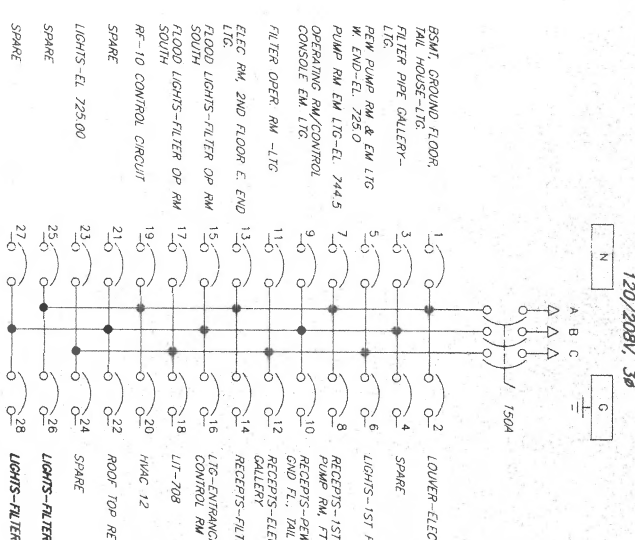 120/208V, 3ø
N
G
A
B
C
150A
BSMT, GROUND FLOOR,
TAIL HOUSE-LTG.
1
2
LOUVER-ELEC
FILTER PIPE GALLERY-
LTG.
3
4
SPARE
PEW PUMP RM & EM LTG
W. END-EL. 725.0
5
6
LIGHTS-1ST
PUMP RM EM LTG-EL. 744.5
7
8
RECEPTS-1ST
PUMP RM, FT
OPERATING RM/CONTROL
CONSOLE EM. LTG.
9
10
RECEPTS-PEW
GND FL., TAIL
FILTER OPER. RM -LTG
11
12
RECEPTS-ELE
GALLERY
ELEC RM, 2ND FLOOR E. END
LTG.
13
14
RECEPTS-FILT
FLOOD LIGHTS-FILTER OP RM
SOUTH
15
16
LTG-ENTRANC
CONTROL RM
FLOOD LIGHTS-FILTER OP RM
SOUTH
17
18
LIT-708
RF-10 CONTROL CIRCUIT
19
20
HVAC 12
SPARE
21
22
ROOF TOP RE
LIGHTS-EL 725.00
23
24
SPARE
SPARE
25
26
LIGHTS-FILTER
SPARE
27
28
LIGHTS-FILTER